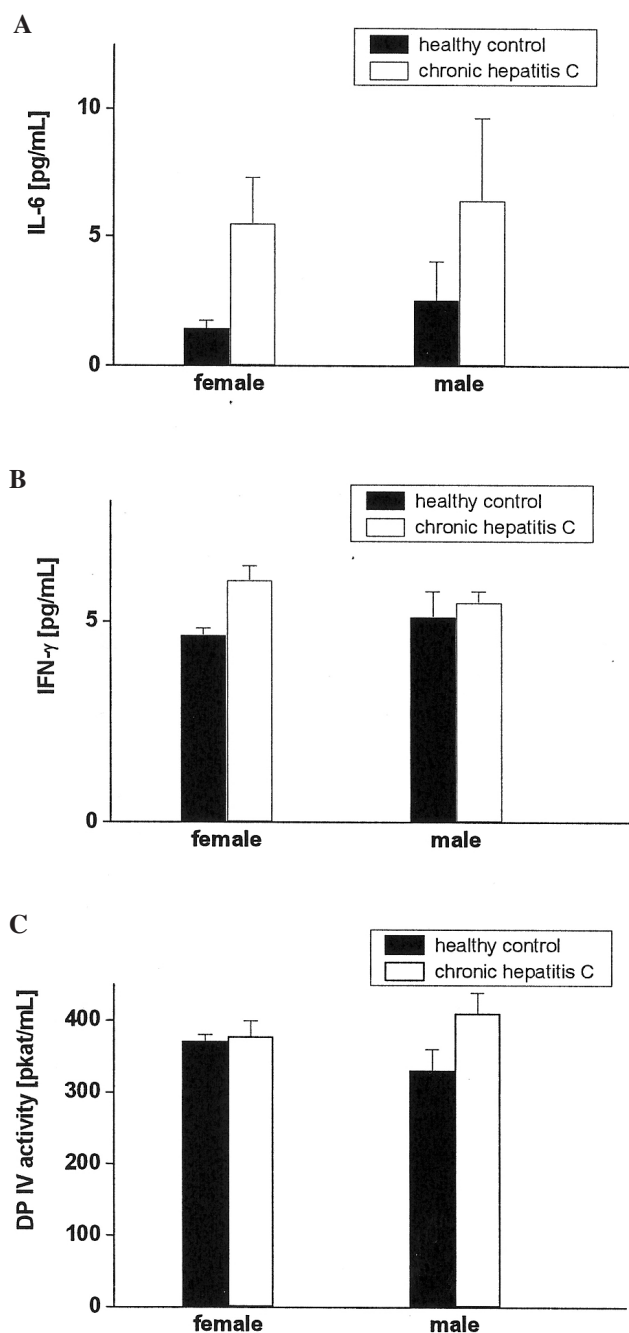 A
healthy control
chronic hepatitis C
IL-6 [pg/mL]
10
5
0
female male
B
healthy control
chronic hepatitis C
IFN-γ [pg/mL]
5
0
female male
C
healthy control
chronic hepatitis C
DP IV activity [pkat/mL]
400
300
200
100
0
female male